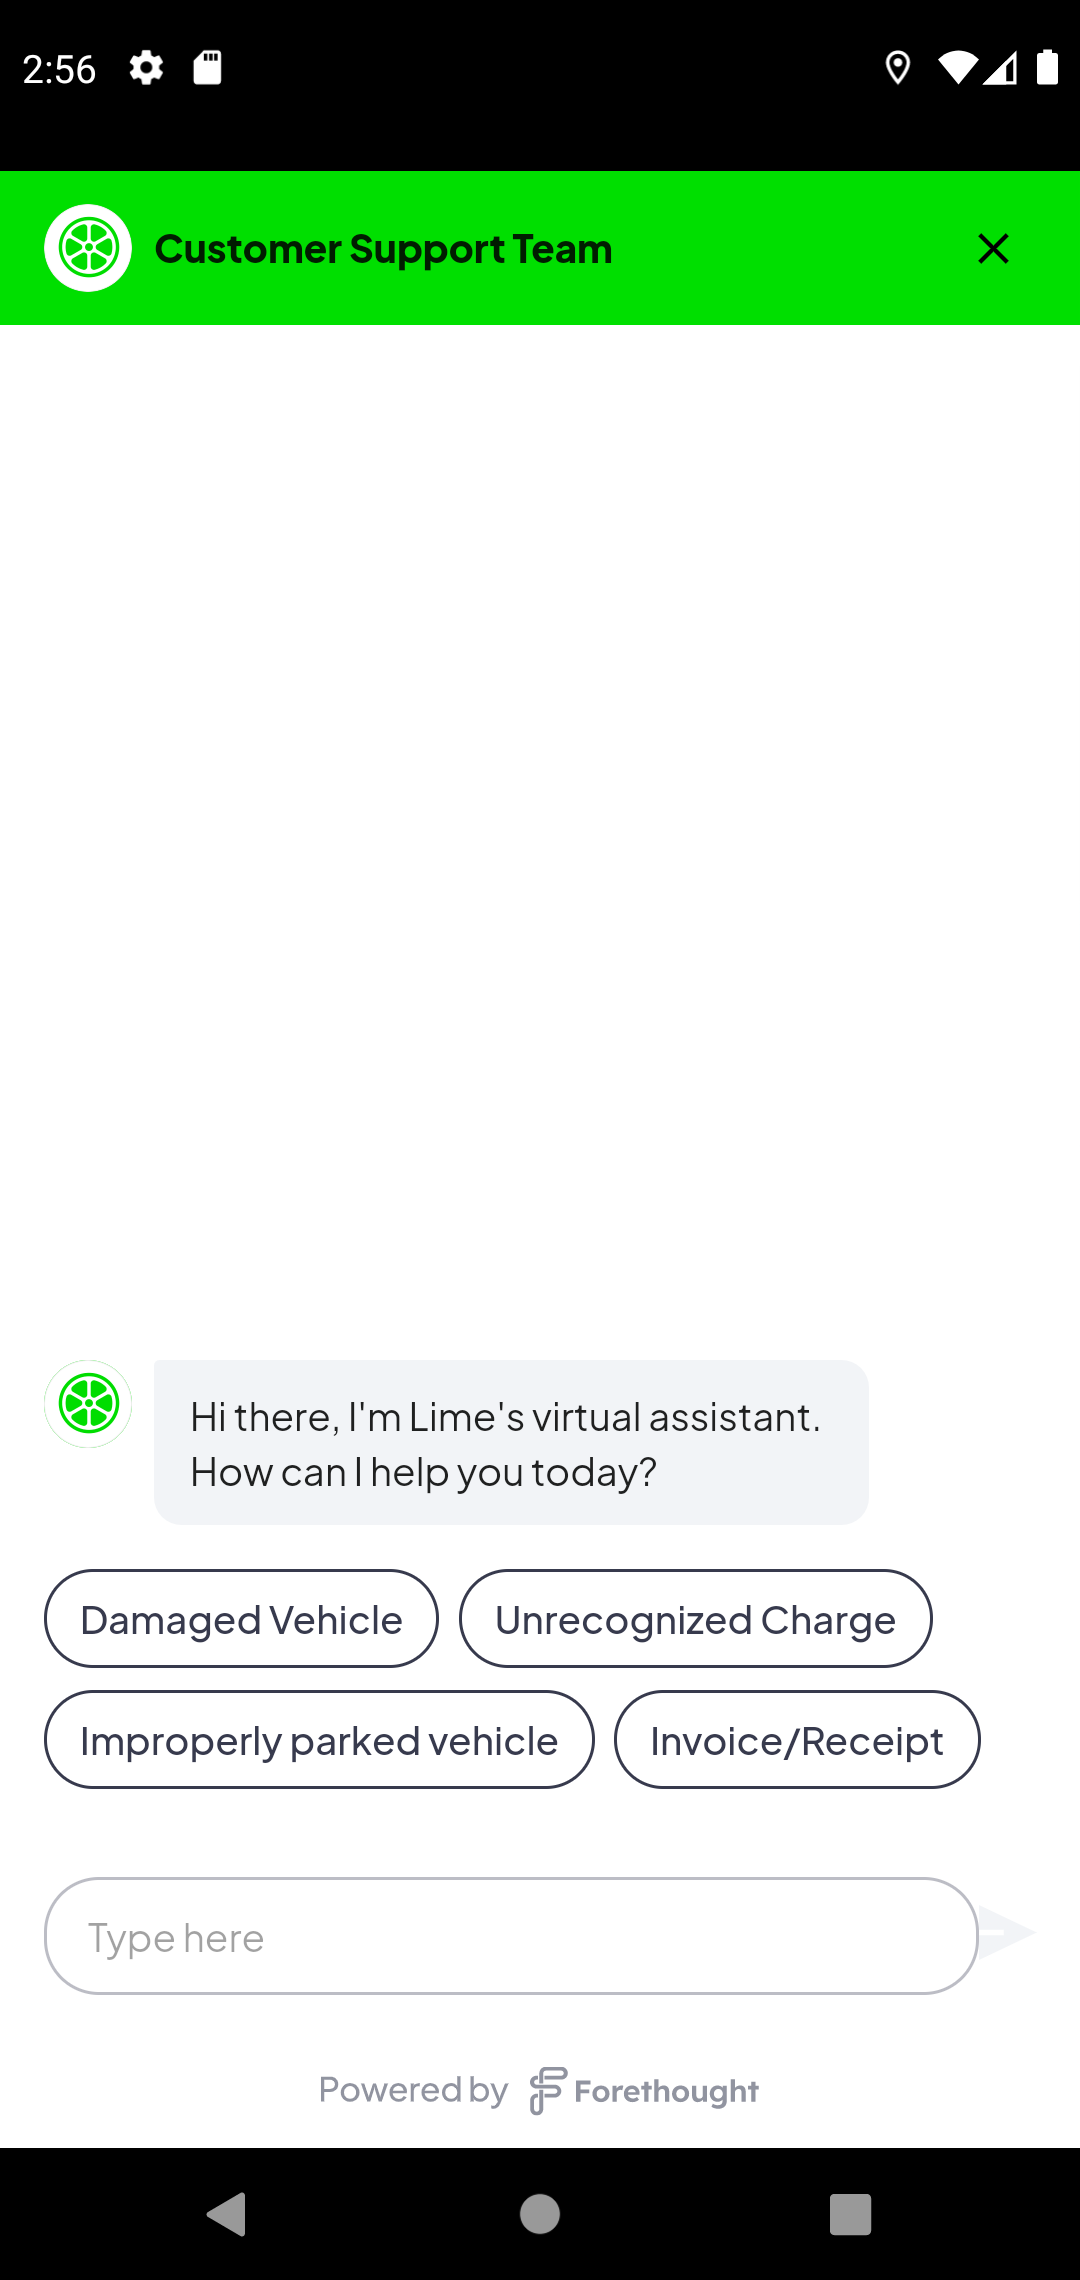 2:56
Customer Support Team
Hi there, I'm Lime's virtual assistant.
How can I help you today?
Damaged Vehicle
Unrecognized Charge
Improperly parked vehicle
Invoice/Receipt
Type here
Powered by Forethought